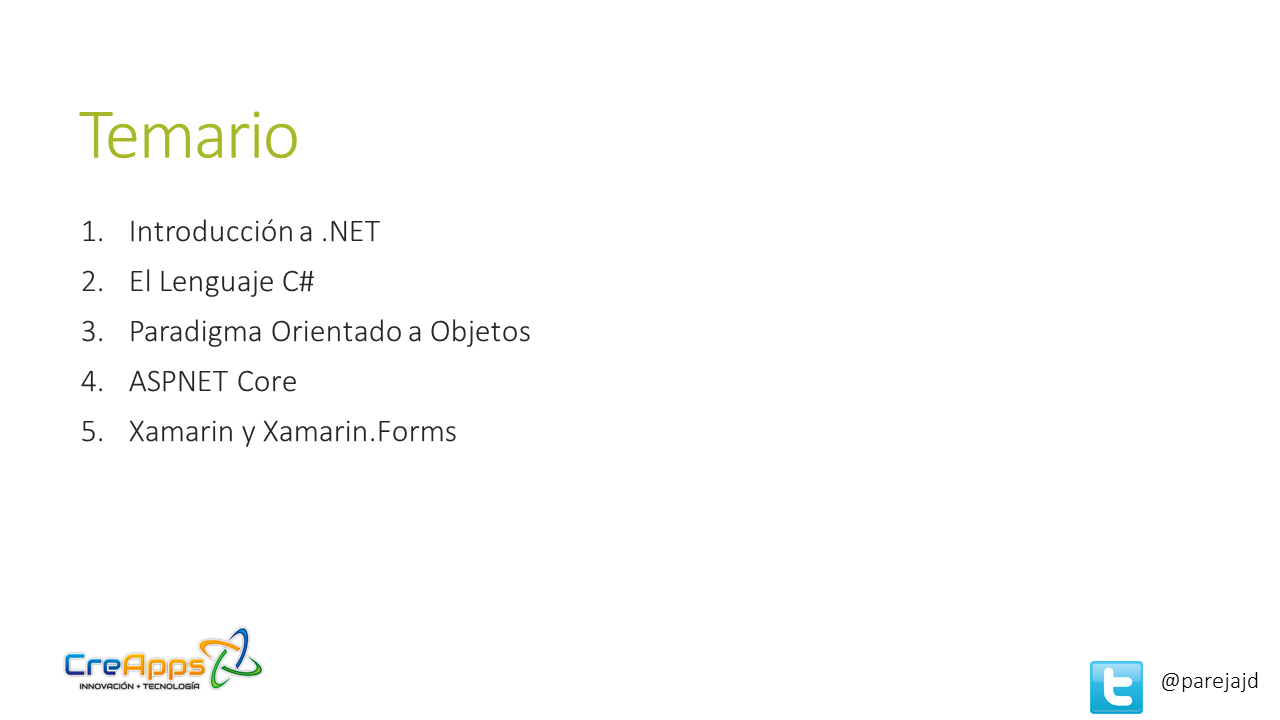 Temario
1. Introducción a .NET
2. El Lenguaje C#
3. Paradigma Orientado a Objetos
4. ASPNET Core
5. Xamarin y Xamarin.Forms
CreApps
INNOVACIÓN + TECNOLOGÍA
@parejajd